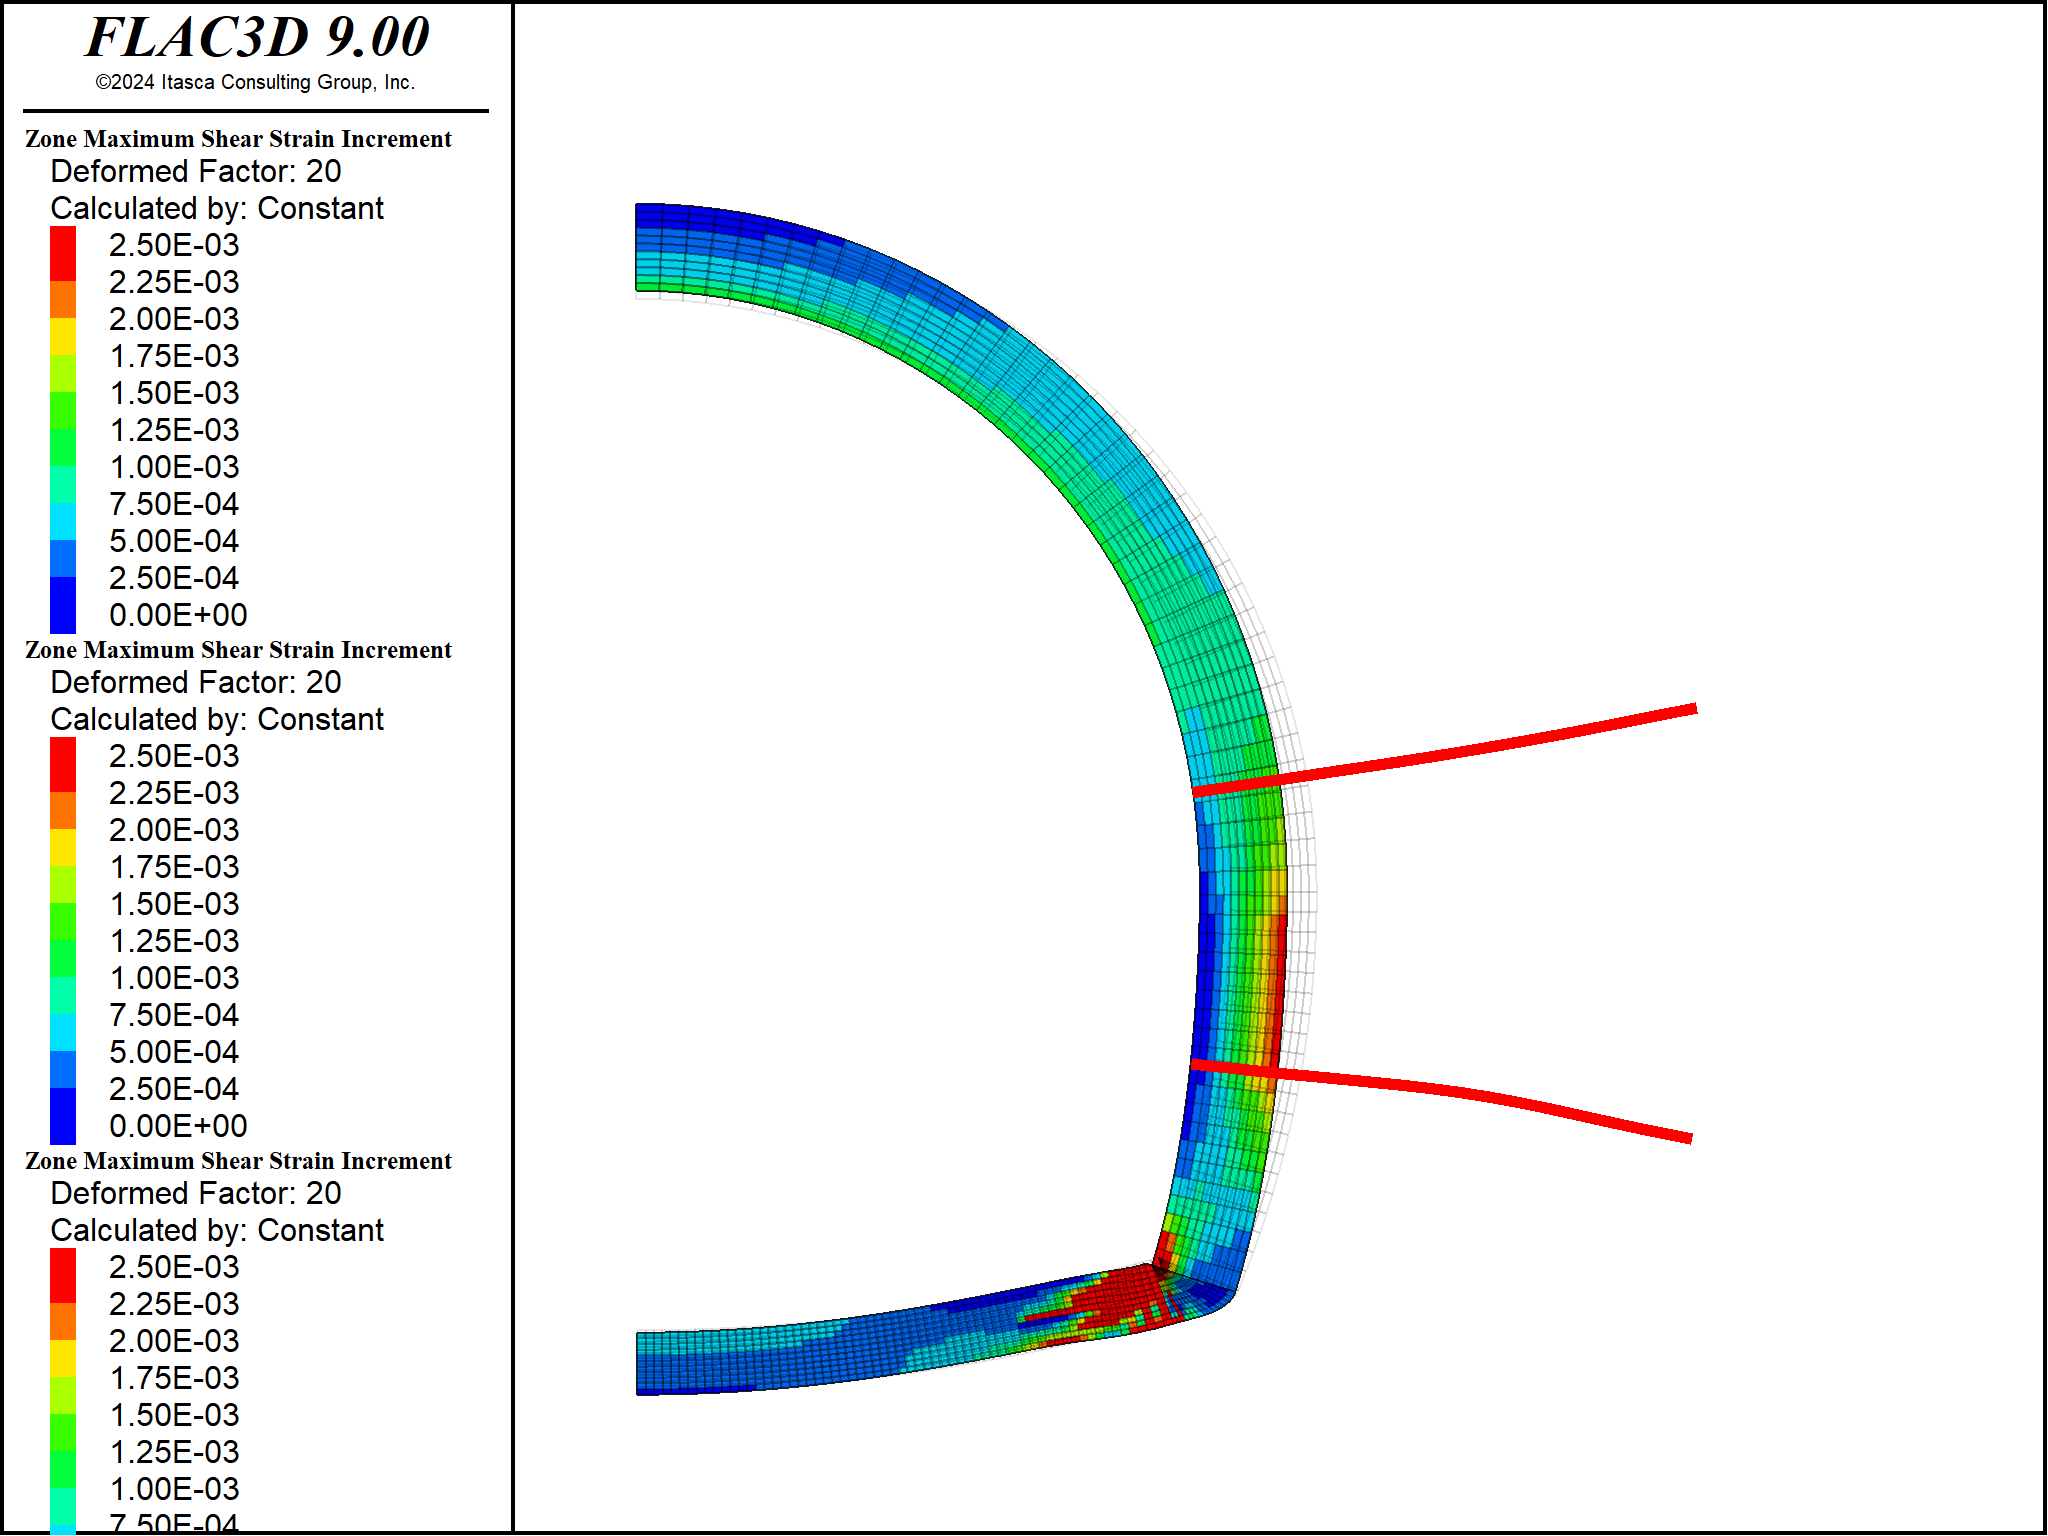 FLAC3D 9.00
©2024 Itasca Consulting Group, Inc.
Zone Maximum Shear Strain Increment
Deformed Factor: 20
Calculated by: Constant
2.50E-03
2.25E-03
2.00E-03
1.75E-03
1.50E-03
1.25E-03
1.00E-03
7.50E-04
5.00E-04
2.50E-04
0.00E+00
Zone Maximum Shear Strain Increment
Deformed Factor: 20
Calculated by: Constant
2.50E-03
2.25E-03
2.00E-03
1.75E-03
1.50E-03
1.25E-03
1.00E-03
7.50E-04
5.00E-04
2.50E-04
0.00E+00
Zone Maximum Shear Strain Increment
Deformed Factor: 20
Calculated by: Constant
2.50E-03
2.25E-03
2.00E-03
1.75E-03
1.50E-03
1.25E-03
1.00E-03
7.50E-04